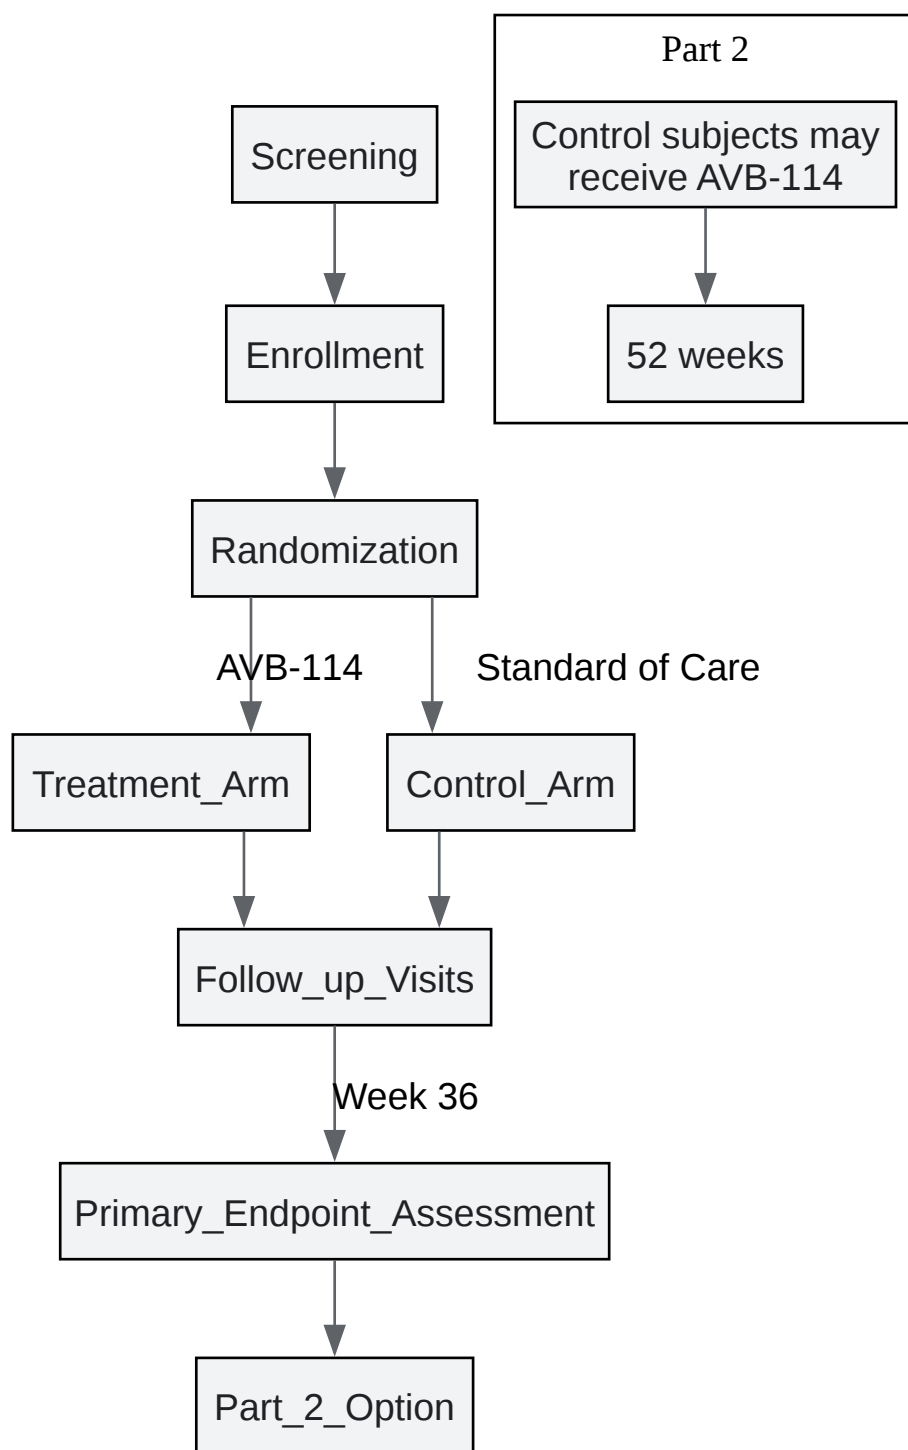 Part 2
Control subjects may
receive AVB-114
52 weeks
Screening
Enrollment
Randomization
AVB-114
Standard of Care
Treatment_Arm
Control_Arm
Follow_up_Visits
Week 36
Primary_Endpoint_Assessment
Part_2_Option